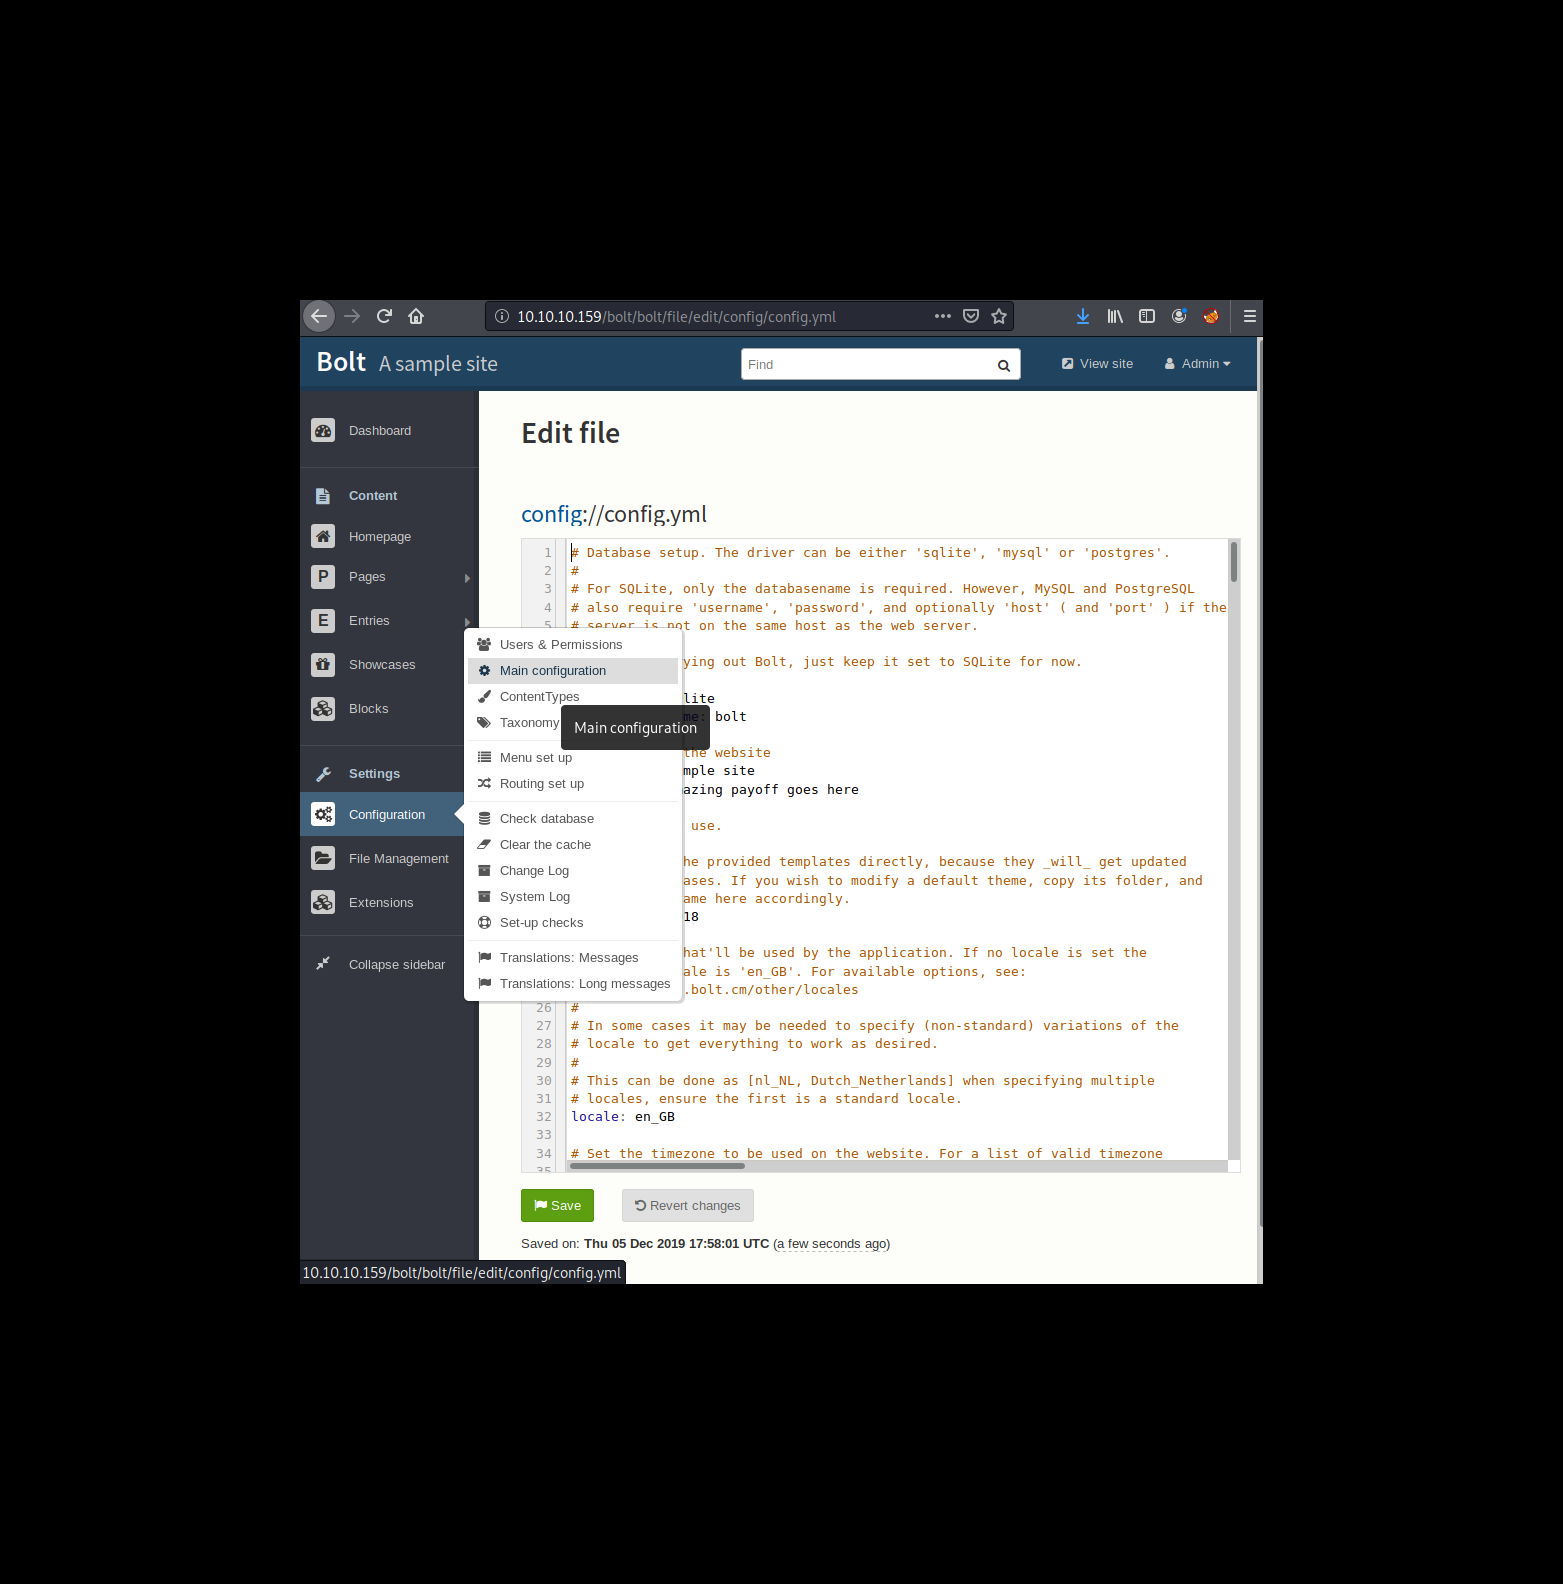 10.10.10.159/bolt/bolt/file/edit/config/config.yml
Bolt A sample site
Find
View site
Admin
Dashboard
Content
Homepage
P Pages
E Entries
Showcases
Blocks
Settings
Configuration
File Management
Extensions
Collapse sidebar
Users & Permissions
Main configuration
ContentTypes
Taxonomy
Main configuration
Menu set up
Routing set up
Check database
Clear the cache
Change Log
System Log
Set-up checks
Translations: Messages
Translations: Long messages
Edit file
config://config.yml
1 # Database setup. The driver can be either 'sqlite', 'mysql' or 'postgres'.
2 #
3 # For SQLite, only the databasename is required. However, MySQL and PostgreSQL
4 # also require 'username', 'password', and optionally 'host' ( and 'port' ) if the
5 # server is not on the same host as the web server.
ying out Bolt, just keep it set to SQLite for now.
lite
me: bolt
the website
mple site
azing payoff goes here
use.
he provided templates directly, because they _will_ get updated
ases. If you wish to modify a default theme, copy its folder, and
ame here accordingly.
18
hat'll be used by the application. If no locale is set the
ale is 'en_GB'. For available options, see:
.bolt.cm/other/locales
26 #
27 # In some cases it may be needed to specify (non-standard) variations of the
28 # locale to get everything to work as desired.
29 #
30 # This can be done as [nl_NL, Dutch_Netherlands] when specifying multiple
31 # locales, ensure the first is a standard locale.
32 locale: en_GB
33
34 # Set the timezone to be used on the website. For a list of valid timezone
35
Save
Revert changes
Saved on: Thu 05 Dec 2019 17:58:01 UTC (a few seconds ago)
10.10.10.159/bolt/bolt/file/edit/config/config.yml